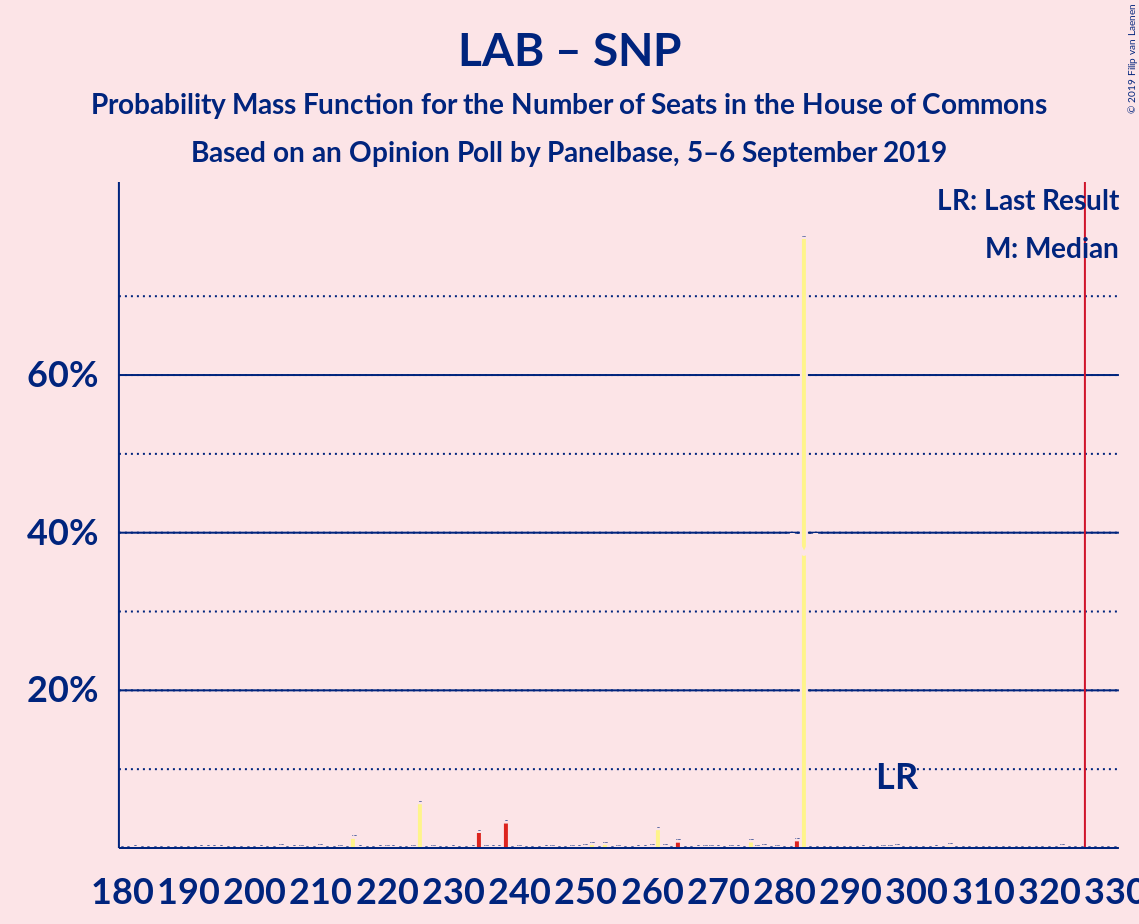 LAB – SNP
Probability Mass Function for the Number of Seats in the House of Commons
Based on an Opinion Poll by Panelbase, 5–6 September 2019
© 2019 Filip van Laenen
LR: Last Result
M: Median
60%
40%
20%
LR
180 190 200 210 220 230 240 250 260 270 280 290 300 310 320 330